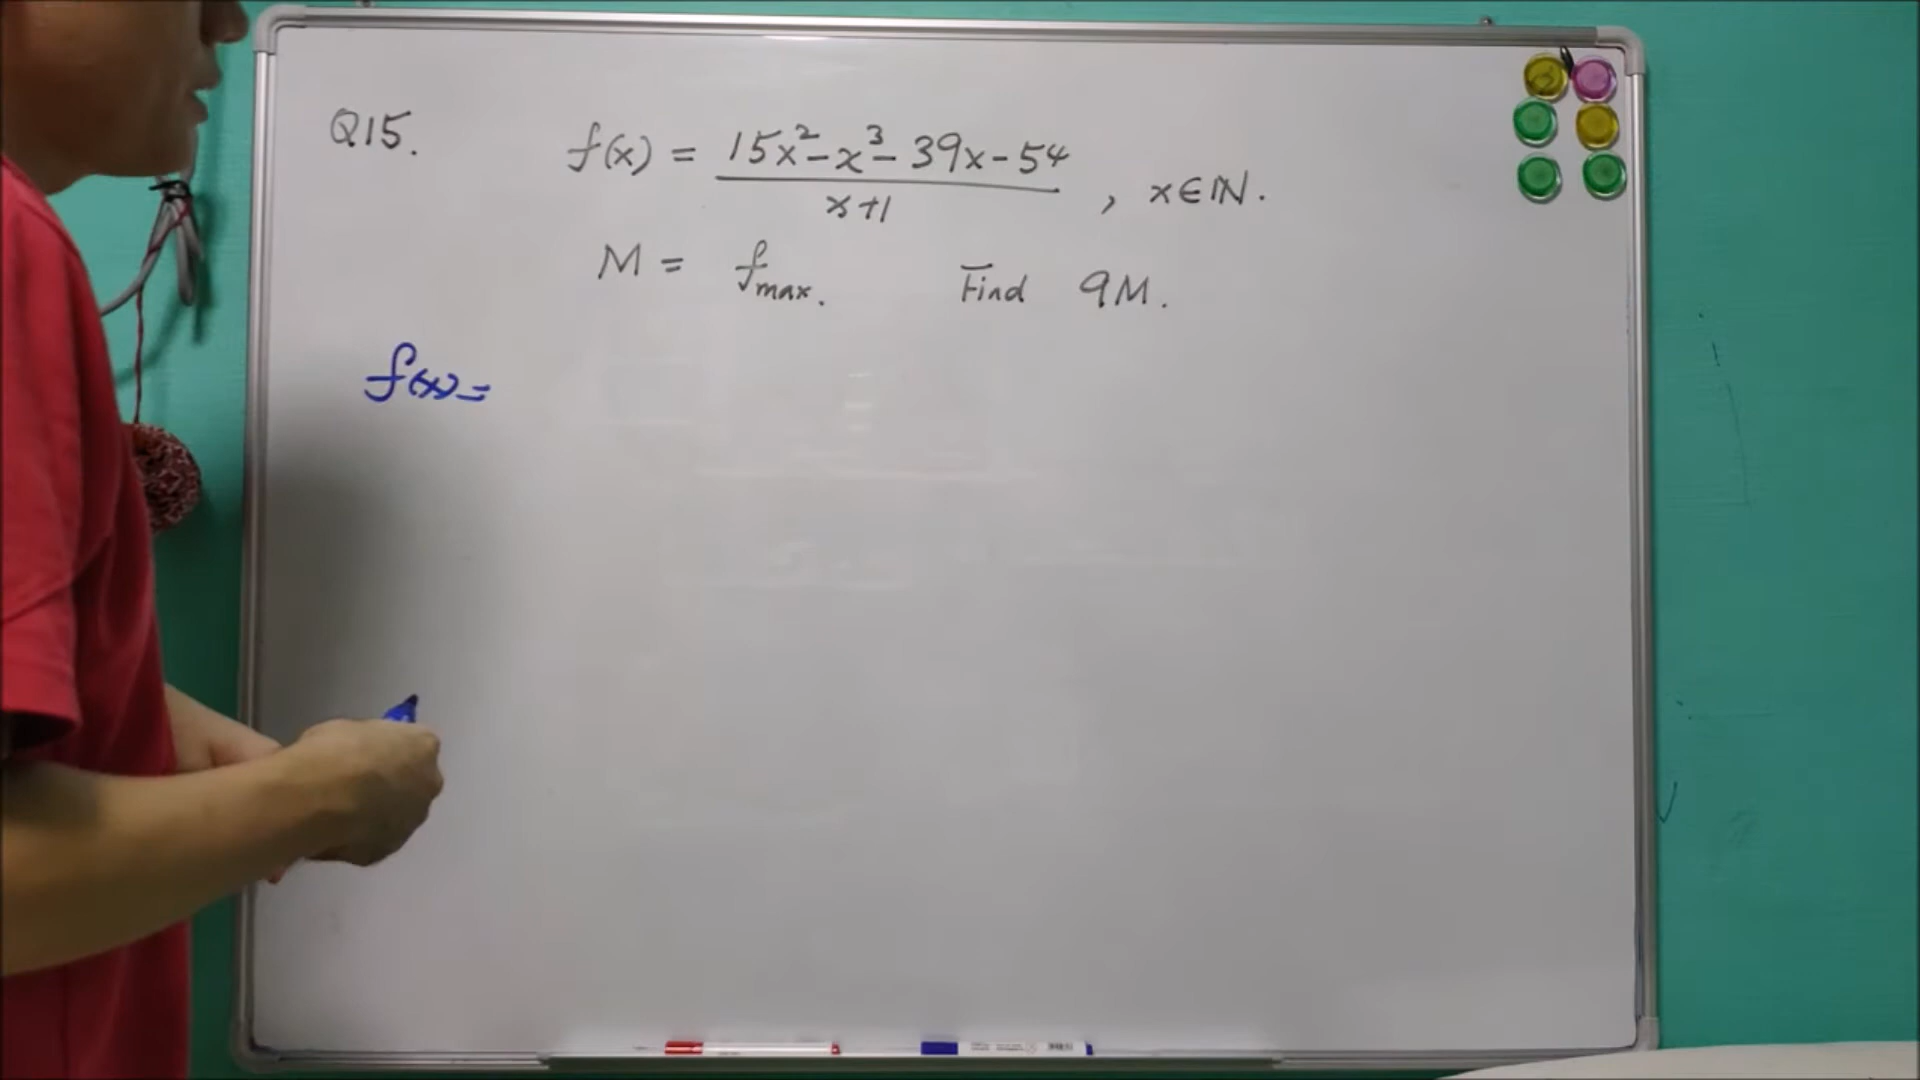 Q15. f(x) = (15x² - x³ - 39x - 54)/(x+1) , x∈ℕ.
M = f_max. Find 9M.
f(x) =